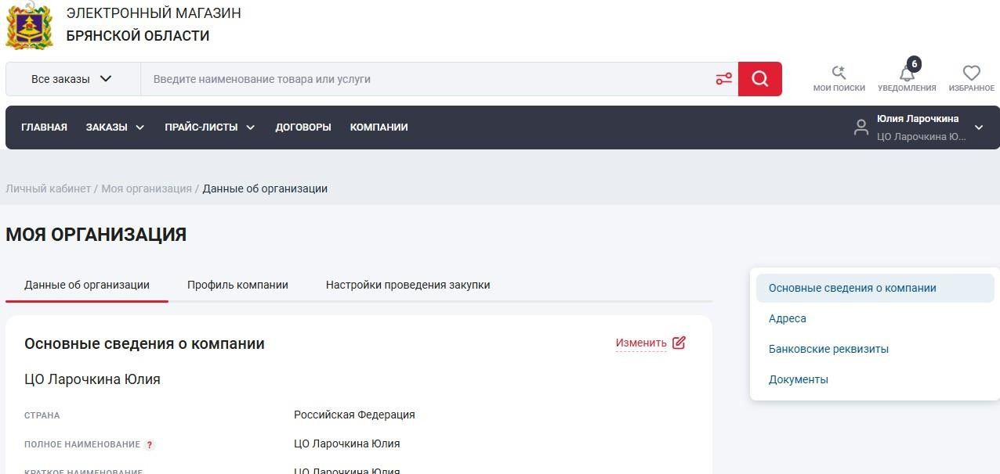 ЭЛЕКТРОННЫЙ МАГАЗИН
БРЯНСКОЙ ОБЛАСТИ
Все заказы
Введите наименование товара или услуги
6
МОИ ПОИСКИ
УВЕДОМЛЕНИЯ
ИЗБРАННОЕ
ГЛАВНАЯ
ЗАКАЗЫ
ПРАЙС-ЛИСТЫ
ДОГОВОРЫ
КОМПАНИИ
Юлия Ларочкина
ЦО Ларочкина Ю...
Личный кабинет / Моя организация / Данные об организации
МОЯ ОРГАНИЗАЦИЯ
Данные об организации
Профиль компании
Настройки проведения закупки
Основные сведения о компании
Адреса
Банковские реквизиты
Документы
Основные сведения о компании
Изменить
ЦО Ларочкина Юлия
СТРАНА
Российская Федерация
ПОЛНОЕ НАИМЕНОВАНИЕ ?
ЦО Ларочкина Юлия
КРАТКОЕ НАИМЕНОВАНИЕ
ЦО Ларочкина Юлия